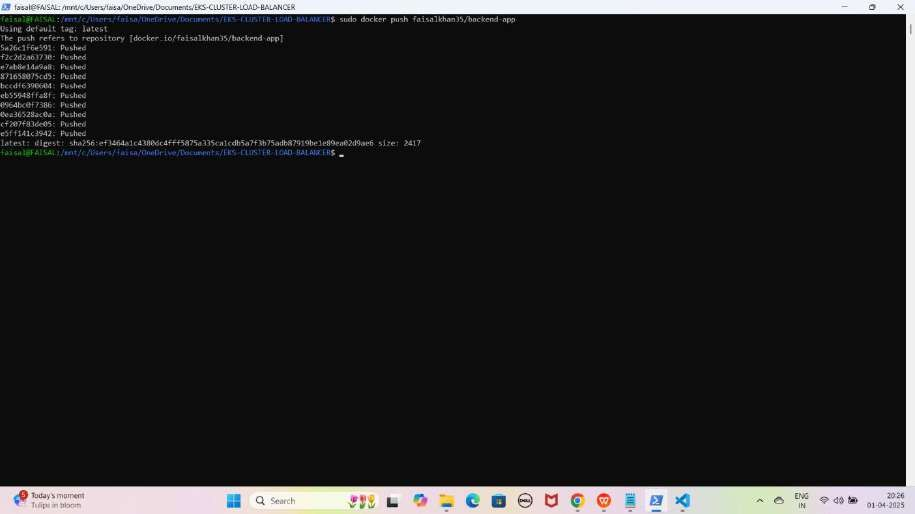 faisal@FAISAL: /mnt/c/Users/faisa/OneDrive/Documents/EKS-CLUSTER-LOAD-BALANCER
faisal@FAISAL:/mnt/c/Users/faisa/OneDrive/Documents/EKS-CLUSTER-LOAD-BALANCER$ sudo docker push faisalkhan35/backend-app
Using default tag: latest
The push refers to repository [docker.io/faisalkhan35/backend-app]
5a26c1f6e591: Pushed
f2c2d2a63730: Pushed
e7ab8e14a9a8: Pushed
871658075cd5: Pushed
bccdf6390604: Pushed
eb55948ffa8f: Pushed
0964bc0f7386: Pushed
0ea36528ac0a: Pushed
cf207f83de05: Pushed
e5ff141c3942: Pushed
latest: digest: sha256:ef3464a1c4380dc4fff5875a335ca1cdb5a7f3b75adb87919be1e89ea02d9ae6 size: 2417
faisal@FAISAL:/mnt/c/Users/faisa/OneDrive/Documents/EKS-CLUSTER-LOAD-BALANCER$
5
Today's moment
Tulips in bloom
Search
DELL
ENG
IN
20:26
01-04-2025